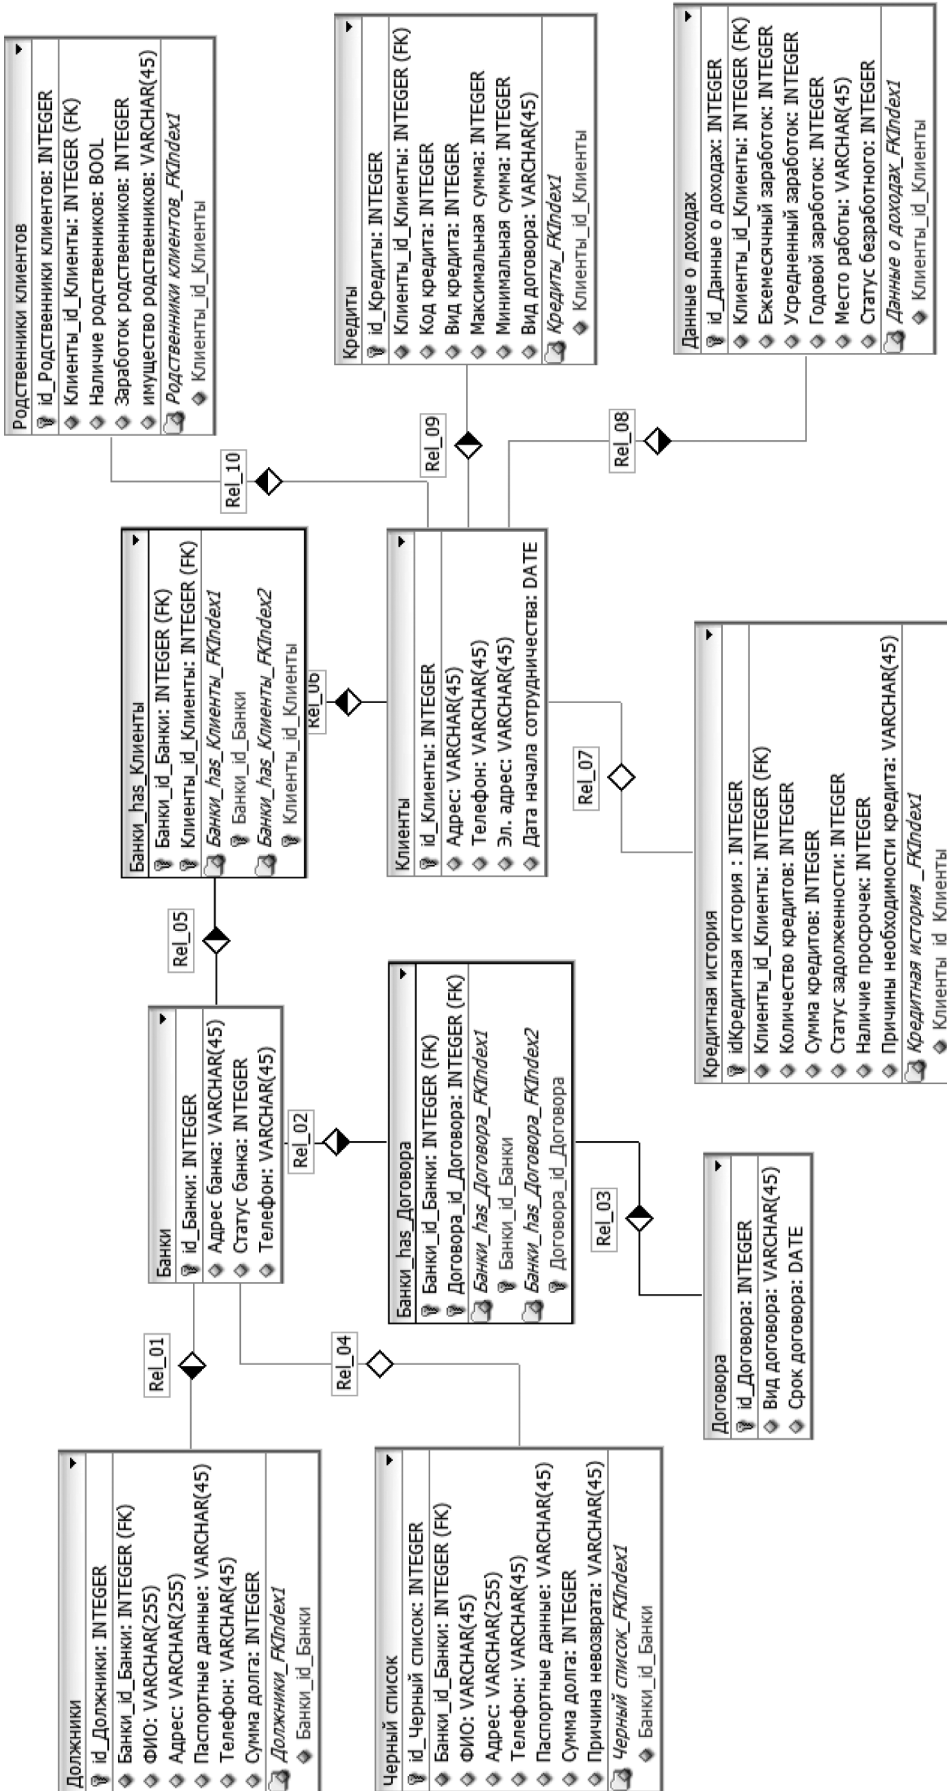 Должники
id_Должники: INTEGER
Банки_id_Банки: INTEGER (FK)
ФИО: VARCHAR(255)
Адрес: VARCHAR(255)
Паспортные данные: VARCHAR(45)
Телефон: VARCHAR(45)
Сумма долга: INTEGER
Должники_FKIndex1
Банки_id_Банки
Rel_01
Банки
id_Банки: INTEGER
Адрес банка: VARCHAR(45)
Статус банка: INTEGER
Телефон: VARCHAR(45)
Rel_05
Банки_has_Клиенты
Банки_id_Банки: INTEGER (FK)
Клиенты_id_Клиенты: INTEGER (FK)
Банки_has_Клиенты_FKIndex1
Банки_id_Банки
Банки_has_Клиенты_FKIndex2
Клиенты_id_Клиенты
Rel_10
Родственники клиентов
id_Родственники клиентов: INTEGER
Клиенты_id_Клиенты: INTEGER (FK)
Наличие родственников: BOOL
Заработок родственников: INTEGER
имущество родственников: VARCHAR(45)
Родственники клиентов_FKIndex1
Клиенты_id_Клиенты
Rel_04
Rel_02
Rel_06
Черный список
id_Черный список: INTEGER
Банки_id_Банки: INTEGER (FK)
ФИО: VARCHAR(45)
Адрес: VARCHAR(255)
Телефон: VARCHAR(45)
Паспортные данные: VARCHAR(45)
Сумма долга: INTEGER
Причина невозврата: VARCHAR(45)
Черный список_FKIndex1
Банки_id_Банки
Банки_has_Договора
Банки_id_Банки: INTEGER (FK)
Договора_id_Договора: INTEGER (FK)
Банки_has_Договора_FKIndex1
Банки_id_Банки
Банки_has_Договора_FKIndex2
Договора_id_Договора
Клиенты
id_Клиенты: INTEGER
Адрес: VARCHAR(45)
Телефон: VARCHAR(45)
Эл. адрес: VARCHAR(45)
Дата начала сотрудничества: DATE
Rel_09
Кредиты
id_Кредиты: INTEGER
Клиенты_id_Клиенты: INTEGER (FK)
Код кредита: INTEGER
Вид кредита: INTEGER
Максимальная сумма: INTEGER
Минимальная сумма: INTEGER
Вид договора: VARCHAR(45)
Кредиты_FKIndex1
Клиенты_id_Клиенты
Rel_03
Rel_07
Rel_08
Договора
id_Договора: INTEGER
Вид договора: VARCHAR(45)
Срок договора: DATE
Кредитная история
idКредитная история : INTEGER
Клиенты_id_Клиенты: INTEGER (FK)
Количество кредитов: INTEGER
Сумма кредитов: INTEGER
Статус задолженности: INTEGER
Наличие просрочек: INTEGER
Причины необходимости кредита: VARCHAR(45)
Кредитная история _FKIndex1
Клиенты_id_Клиенты
Данные о доходах
id_Данные о доходах: INTEGER
Клиенты_id_Клиенты: INTEGER (FK)
Ежемесячный заработок: INTEGER
Усредненный заработок: INTEGER
Годовой заработок: INTEGER
Место работы: VARCHAR(45)
Статус безработного: INTEGER
Данные о доходах_FKIndex1
Клиенты_id_Клиенты